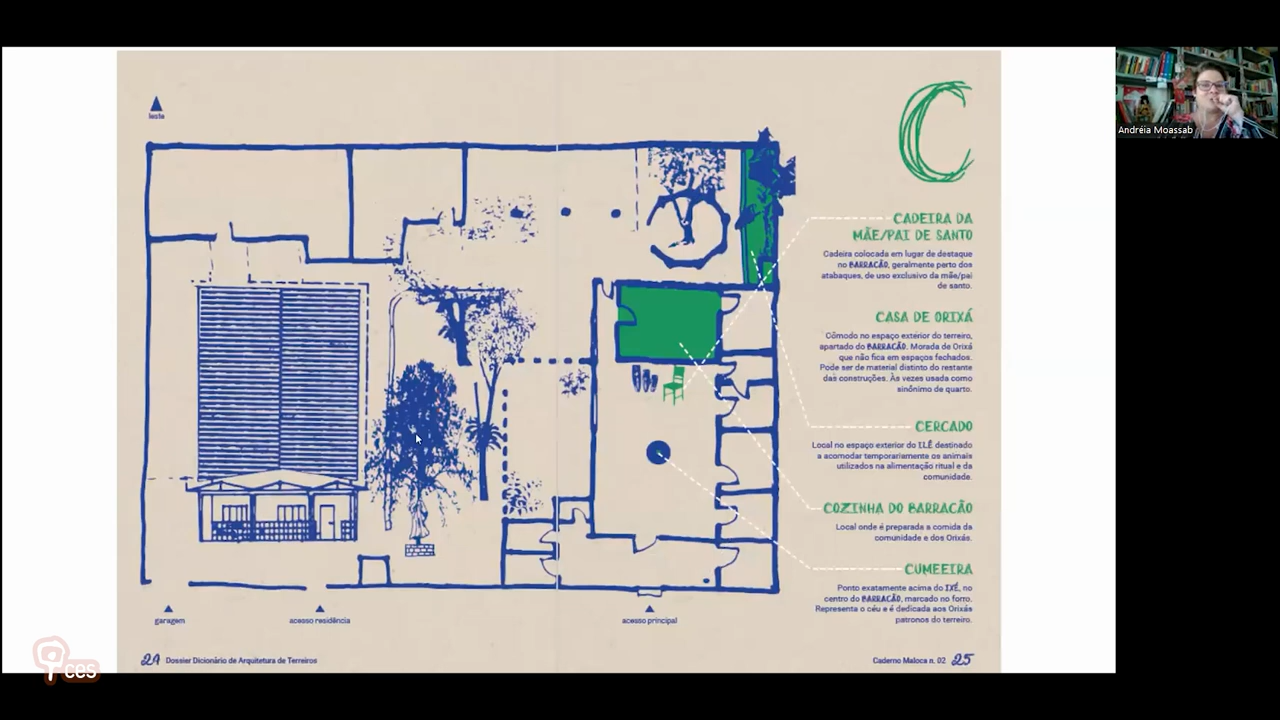 Andréia Moassab
leste
C
CADEIRA DA
MÃE/PAI DE SANTO
Cadeira colocada em lugar de destaque
no BARRACÃO, geralmente perto dos
atabaques, de uso exclusivo da mãe/pai
de santo.
CASA DE ORIXÁ
Cômodo no espaço exterior do terreiro,
apartado do BARRACÃO. Morada de Orixá
que não fica em espaços fechados.
Pode ser de material distinto do restante
das construções. Às vezes usada como
sinônimo de quarto.
CERCADO
Local no espaço exterior do ILÊ destinado
a acomodar temporariamente os animais
utilizados na alimentação ritual e da
comunidade.
COZINHA DO BARRACÃO
Local onde é preparada a comida da
comunidade e dos Orixás.
CUMEEIRA
Ponto exatamente acima do IXÉ, no
centro do BARRACÃO, marcado no forro.
Representa o céu e é dedicada aos Orixás
patronos do terreiro.
garagem
acesso residência
acesso principal
24 Dossier Dicionário de Arquitetura de Terreiros
Caderno Maloca n. 02 25
ces